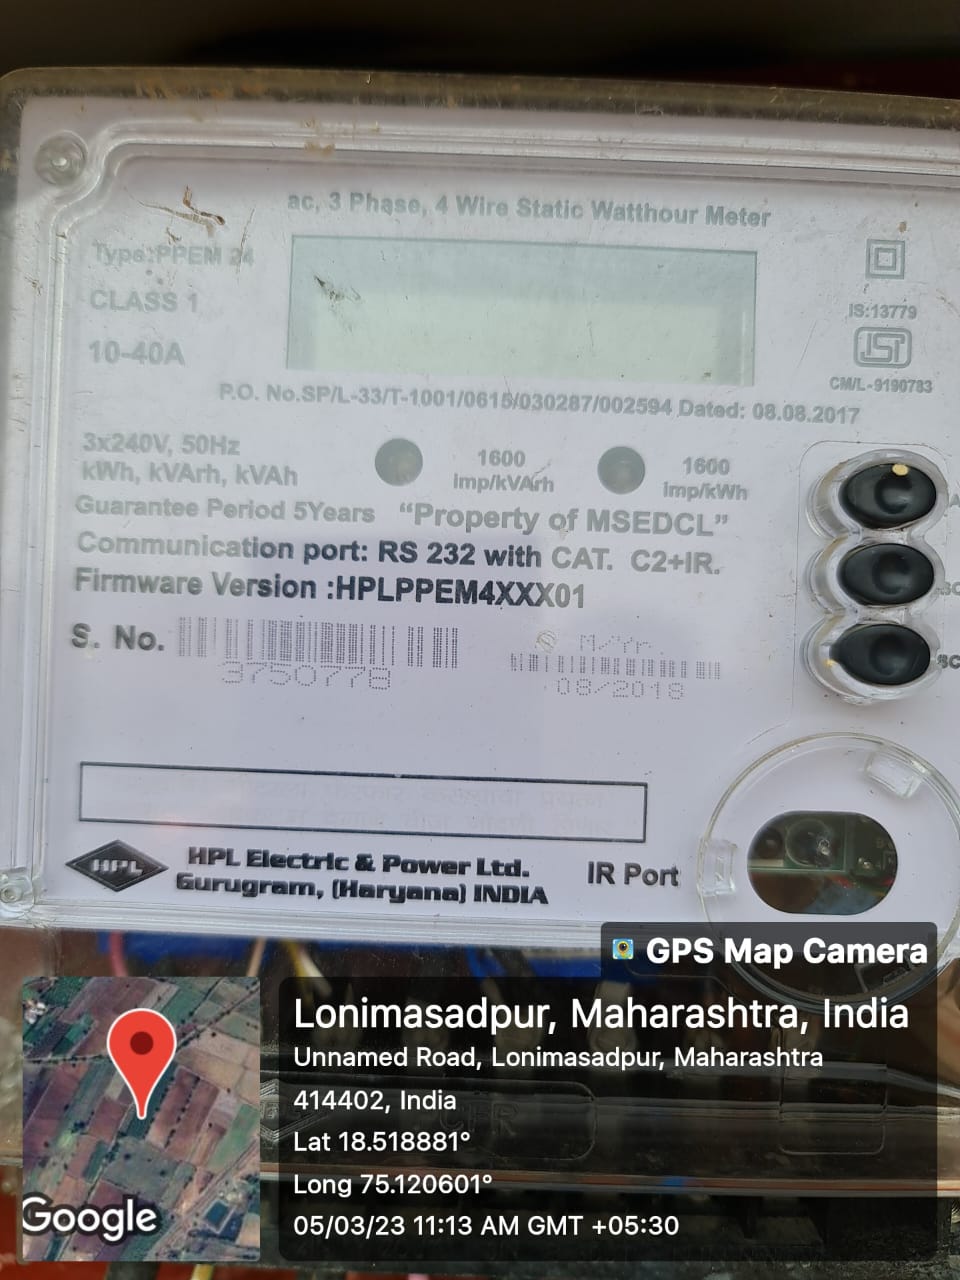 ac, 3 Phase, 4 Wire Static Watthour Meter
Type:PPEM 24
CLASS 1
10-40A
IS:13779
ISI
CM/L-9190783
P.O. No.SP/L-33/T-1001/0615/030287/002594 Dated: 08.08.2017
3x240V, 50Hz
kWh, kVArh, kVAh
1600
Imp/kVArh
1600
Imp/kWh
Guarantee Period 5Years "Property of MSEDCL"
Communication port: RS 232 with CAT. C2+IR.
Firmware Version :HPLPPEM4XXX01
S. No.
3750778
M/Yr.
08/2018
HPL
HPL Electric & Power Ltd.
Gurugram, (Haryana) INDIA
IR Port
GPS Map Camera
Lonimasadpur, Maharashtra, India
Unnamed Road, Lonimasadpur, Maharashtra
414402, India
Lat 18.518881°
Long 75.120601°
05/03/23 11:13 AM GMT +05:30
Google